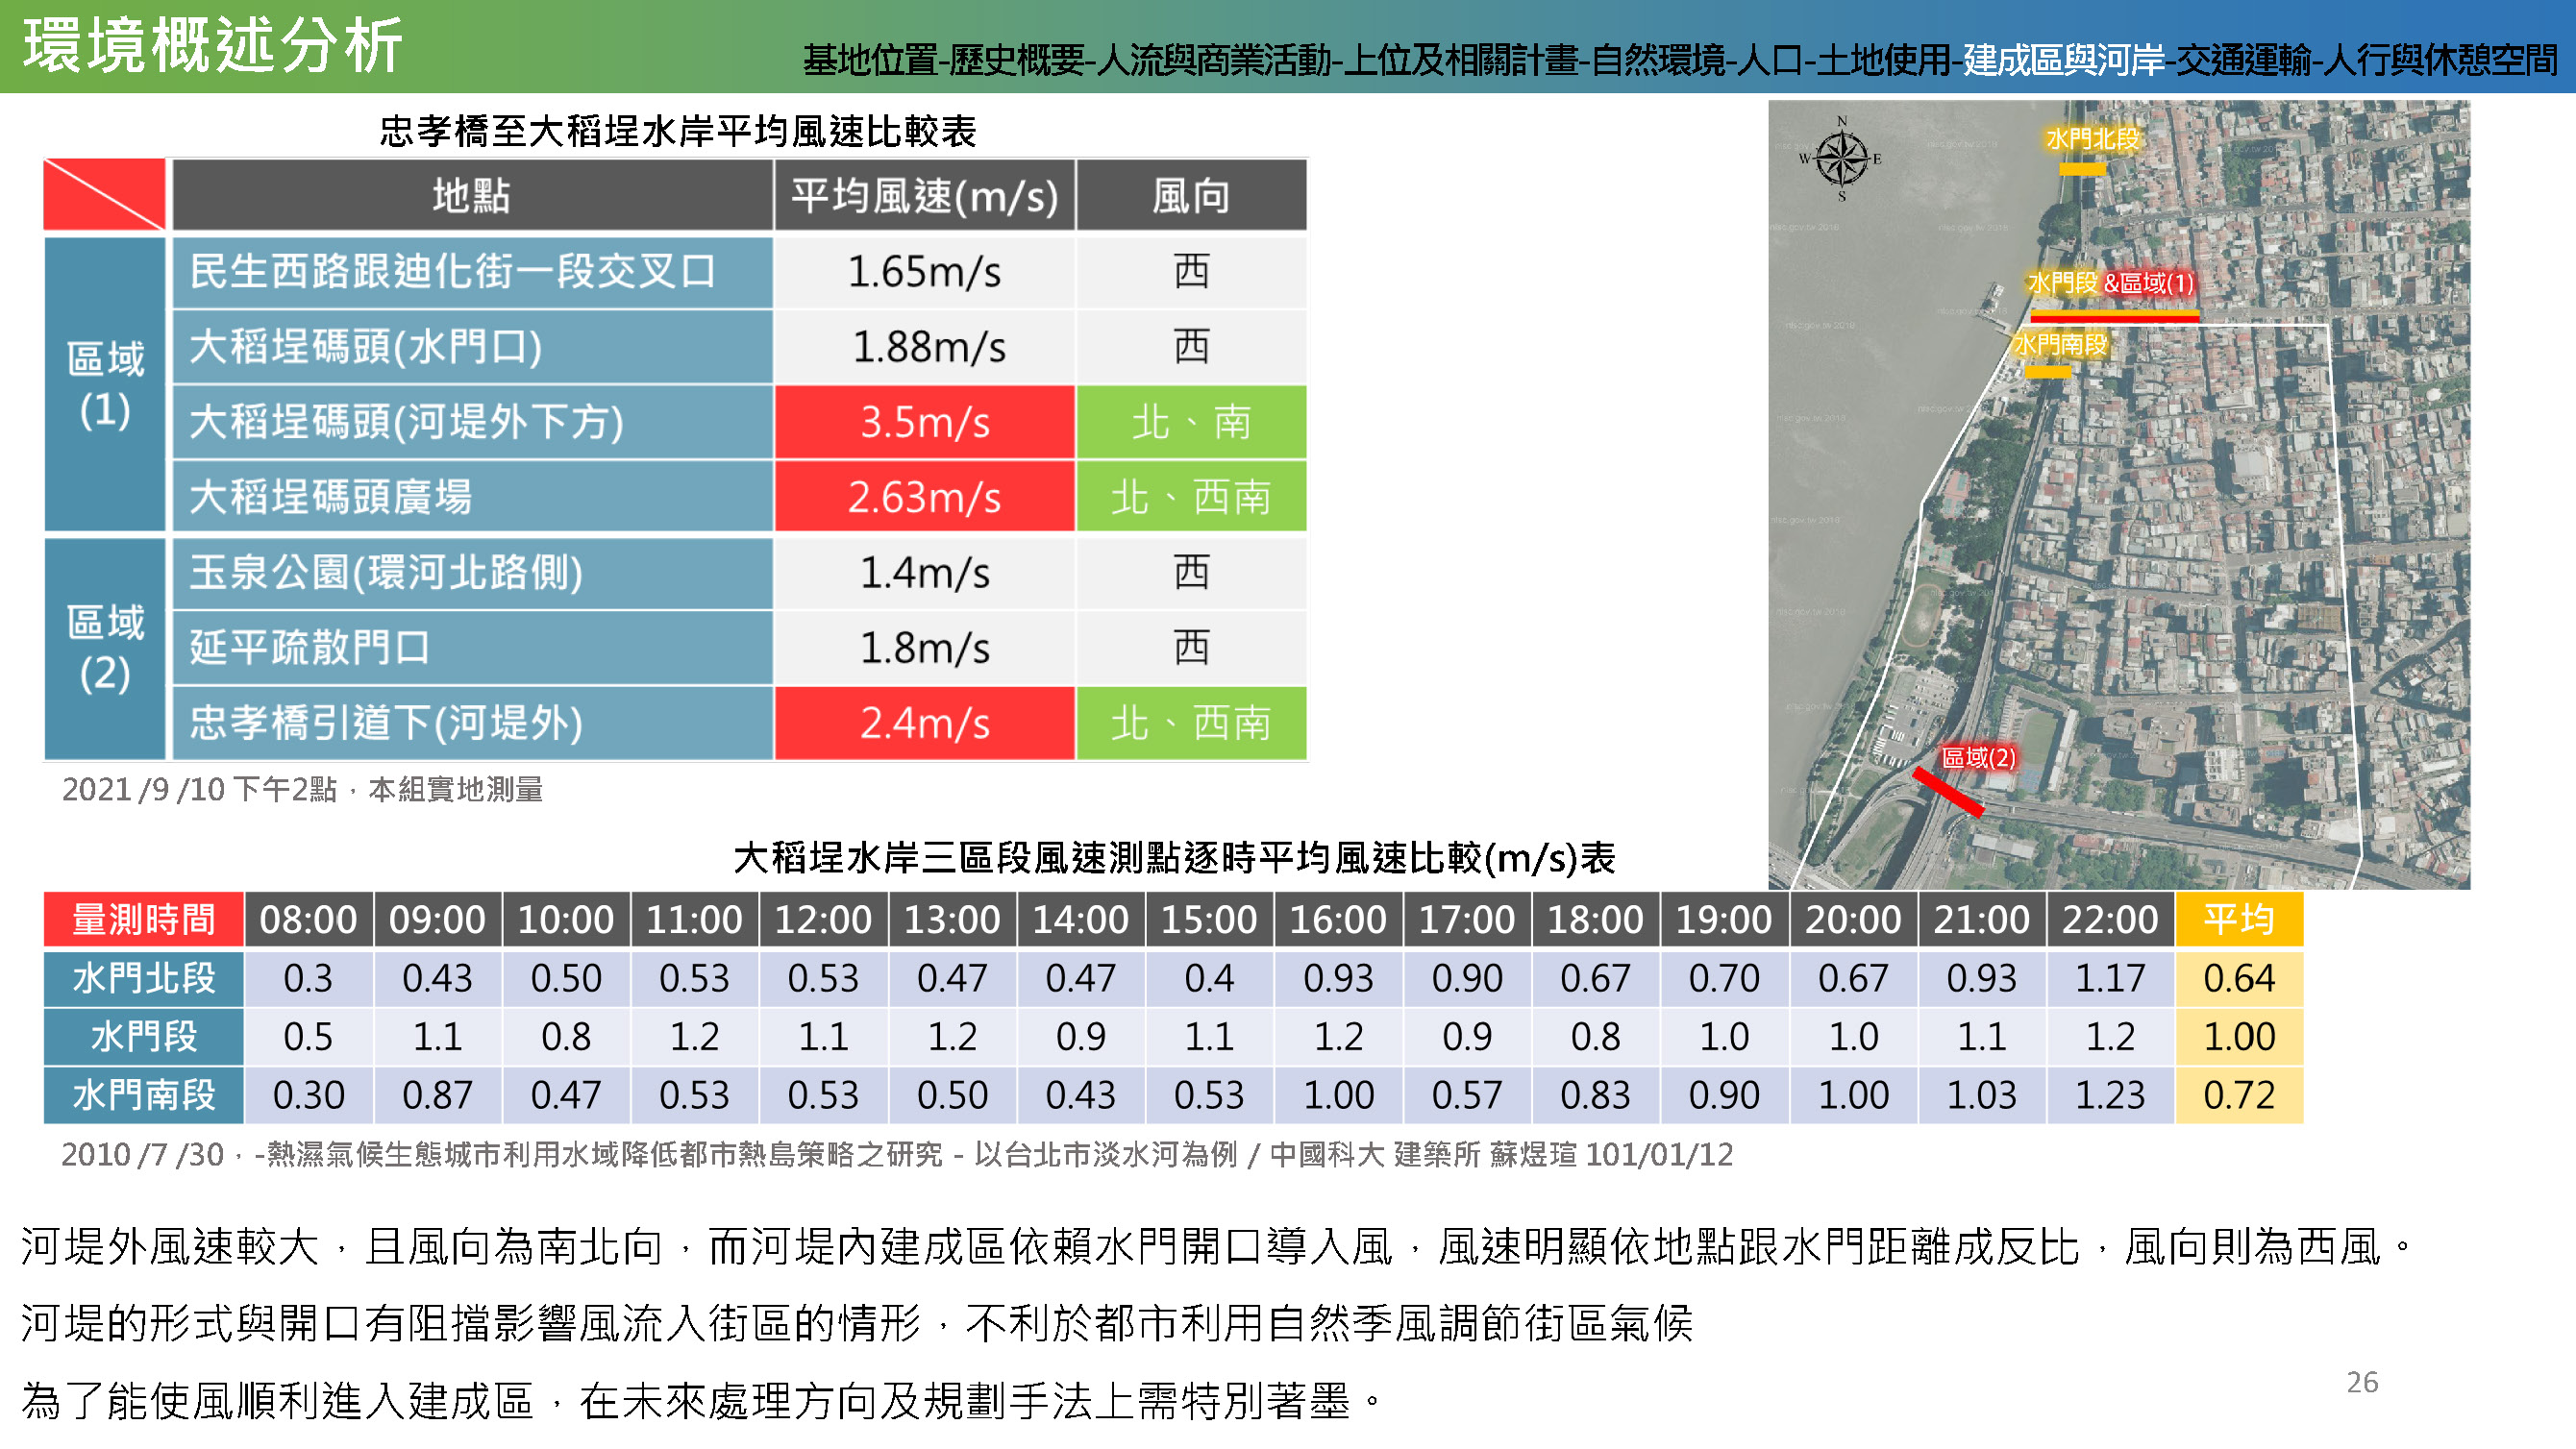 環境概述分析
基地位置-歷史概要-人流與商業活動-上位及相關計畫-自然環境-人口-土地使用-建成區與河岸-交通運輸-人行與休憩空間
忠孝橋至大稻埕水岸平均風速比較表
地點 平均風速(m/s) 風向
區域(1)
民生西路跟迪化街一段交叉口 1.65m/s 西
大稻埕碼頭(水門口) 1.88m/s 西
大稻埕碼頭(河堤外下方) 3.5m/s 北、南
大稻埕碼頭廣場 2.63m/s 北、西南
區域(2)
玉泉公園(環河北路側) 1.4m/s 西
延平疏散門口 1.8m/s 西
忠孝橋引道下(河堤外) 2.4m/s 北、西南
2021 /9 /10 下午2點，本組實地測量
N
W E
S
水門北段
水門段 &區域(1)
水門南段
區域(2)
大稻埕水岸三區段風速測點逐時平均風速比較(m/s)表
量測時間 08:00 09:00 10:00 11:00 12:00 13:00 14:00 15:00 16:00 17:00 18:00 19:00 20:00 21:00 22:00 平均
水門北段 0.3 0.43 0.50 0.53 0.53 0.47 0.47 0.4 0.93 0.90 0.67 0.70 0.67 0.93 1.17 0.64
水門段 0.5 1.1 0.8 1.2 1.1 1.2 0.9 1.1 1.2 0.9 0.8 1.0 1.0 1.1 1.2 1.00
水門南段 0.30 0.87 0.47 0.53 0.53 0.50 0.43 0.53 1.00 0.57 0.83 0.90 1.00 1.03 1.23 0.72
2010 /7 /30，-熱濕氣候生態城市利用水域降低都市熱島策略之研究 - 以台北市淡水河為例 / 中國科大 建築所 蘇煜瑄 101/01/12
河堤外風速較大，且風向為南北向，而河堤內建成區依賴水門開口導入風，風速明顯依地點跟水門距離成反比，風向則為西風。
河堤的形式與開口有阻擋影響風流入街區的情形，不利於都市利用自然季風調節街區氣候
為了能使風順利進入建成區，在未來處理方向及規劃手法上需特別著墨。
26